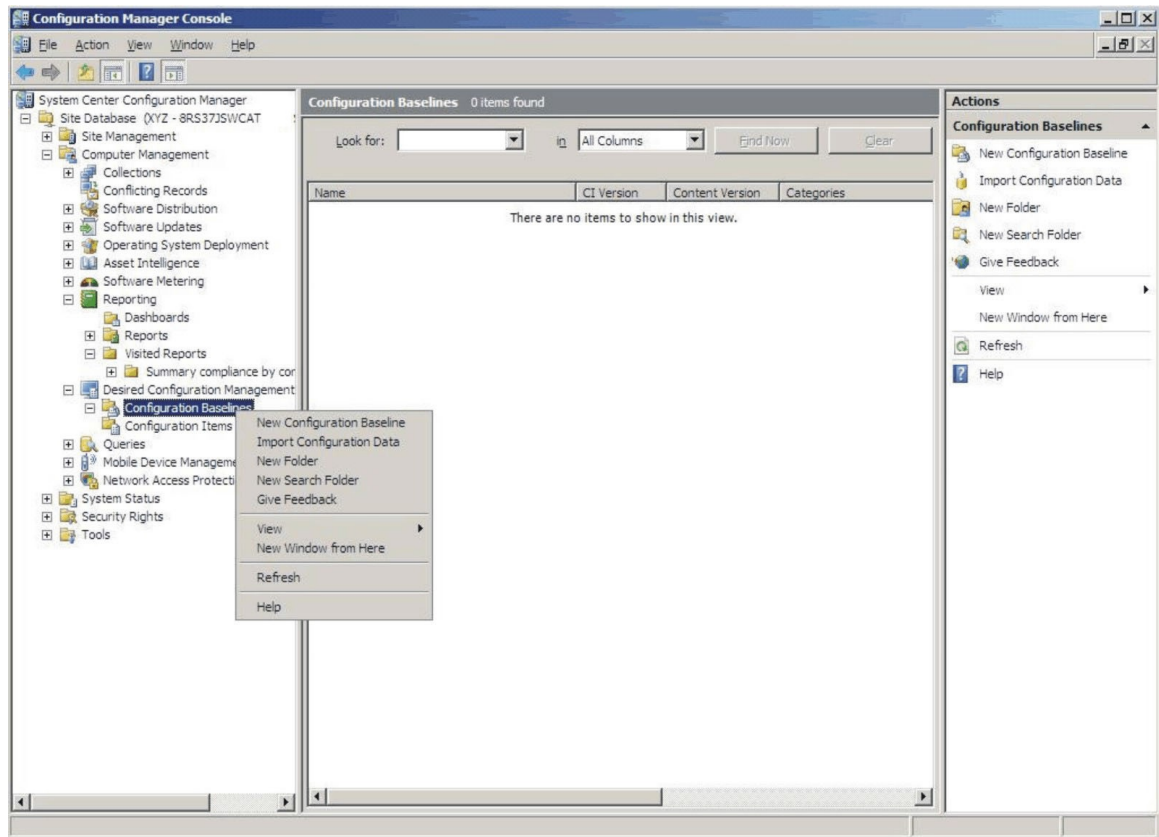 Configuration Manager Console
File Action View Window Help
System Center Configuration Manager
Site Database (XYZ - 8RS37JSWCAT
Site Management
Computer Management
Collections
Conflicting Records
Software Distribution
Software Updates
Operating System Deployment
Asset Intelligence
Software Metering
Reporting
Dashboards
Reports
Visited Reports
Summary compliance by cor
Desired Configuration Management
Configuration Baselines
Configuration Items
Queries
Mobile Device Manageme
Network Access Protecti
System Status
Security Rights
Tools
New Configuration Baseline
Import Configuration Data
New Folder
New Search Folder
Give Feedback
View
New Window from Here
Refresh
Help
Configuration Baselines 0 items found
Look for: in All Columns Find Now Clear
Name CI Version Content Version Categories
There are no items to show in this view.
Actions
Configuration Baselines
New Configuration Baseline
Import Configuration Data
New Folder
New Search Folder
Give Feedback
View
New Window from Here
Refresh
Help